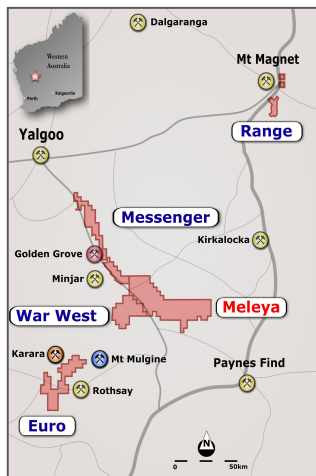 Dalgaranga
Western
Australia
Perth
Kalgoorlie
Mt Magnet
Range
Yalgoo
Messenger
Kirkalocka
Golden Grove
Minjar
War West
Meleya
Karara
Mt Mulgine
Paynes Find
Rothsay
Euro
N
0
50km